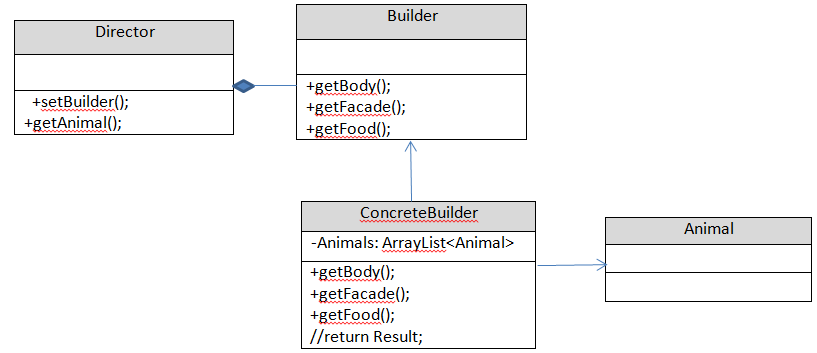 Director
+setBuilder();
+getAnimal();
Builder
+getBody();
+getFacade();
+getFood();
ConcreteBuilder
-Animals: ArrayList<Animal>
+getBody();
+getFacade();
+getFood();
//return Result;
Animal